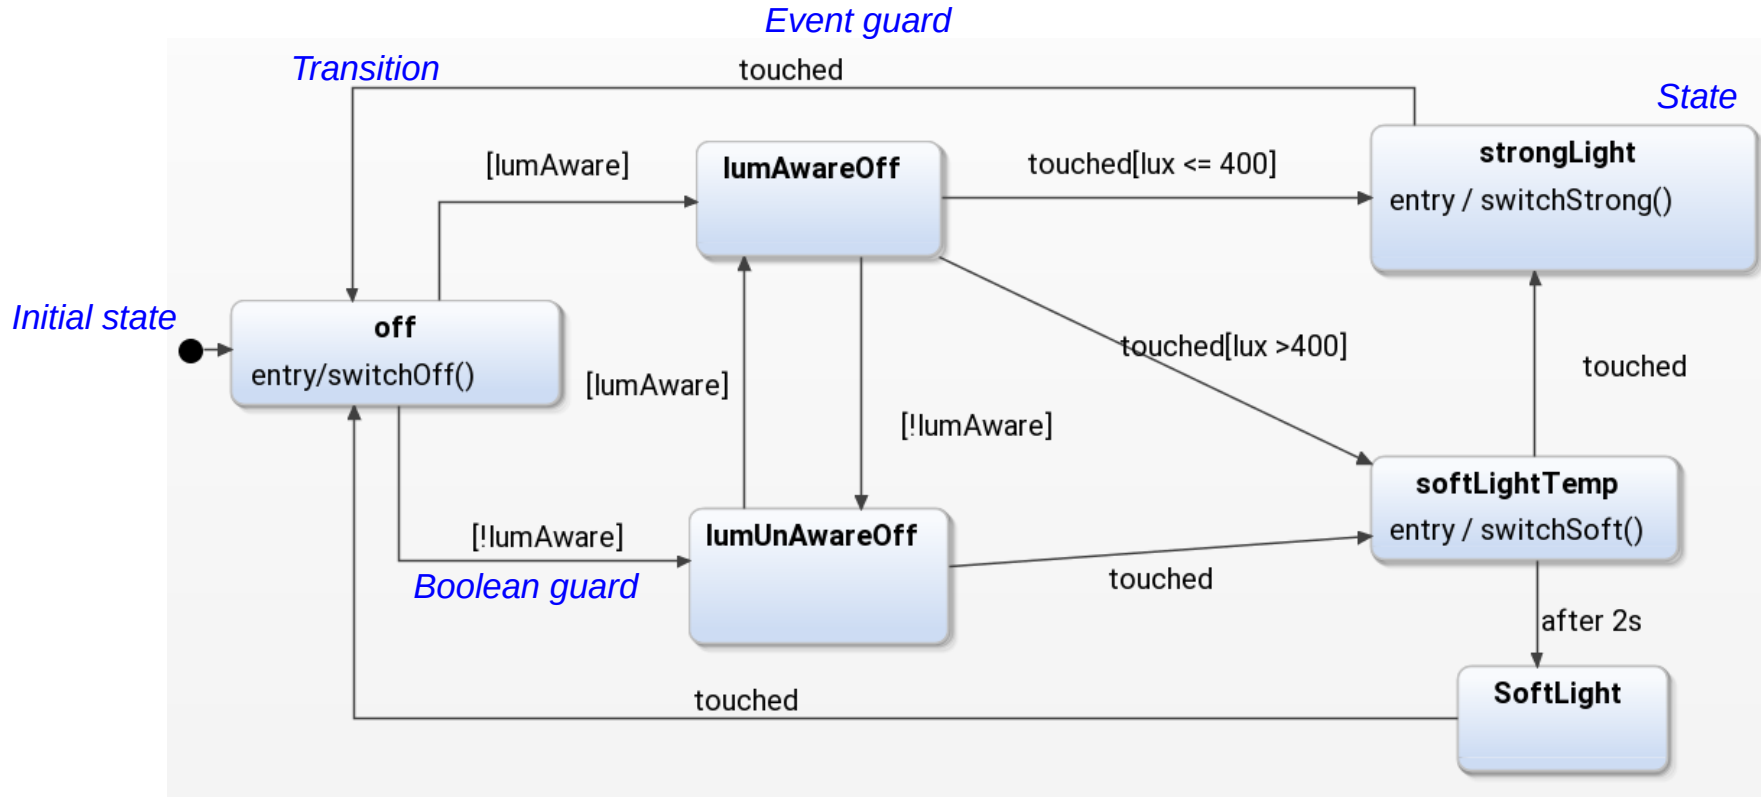 Event guard
Transition
touched
State
[lumAware]
lumAwareOff
touched[lux <= 400]
strongLight
entry / switchStrong()
Initial state
off
entry/switchOff()
[lumAware]
touched[lux >400]
touched
[!lumAware]
softLightTemp
entry / switchSoft()
[!lumAware]
lumUnAwareOff
Boolean guard
touched
after 2s
touched
SoftLight